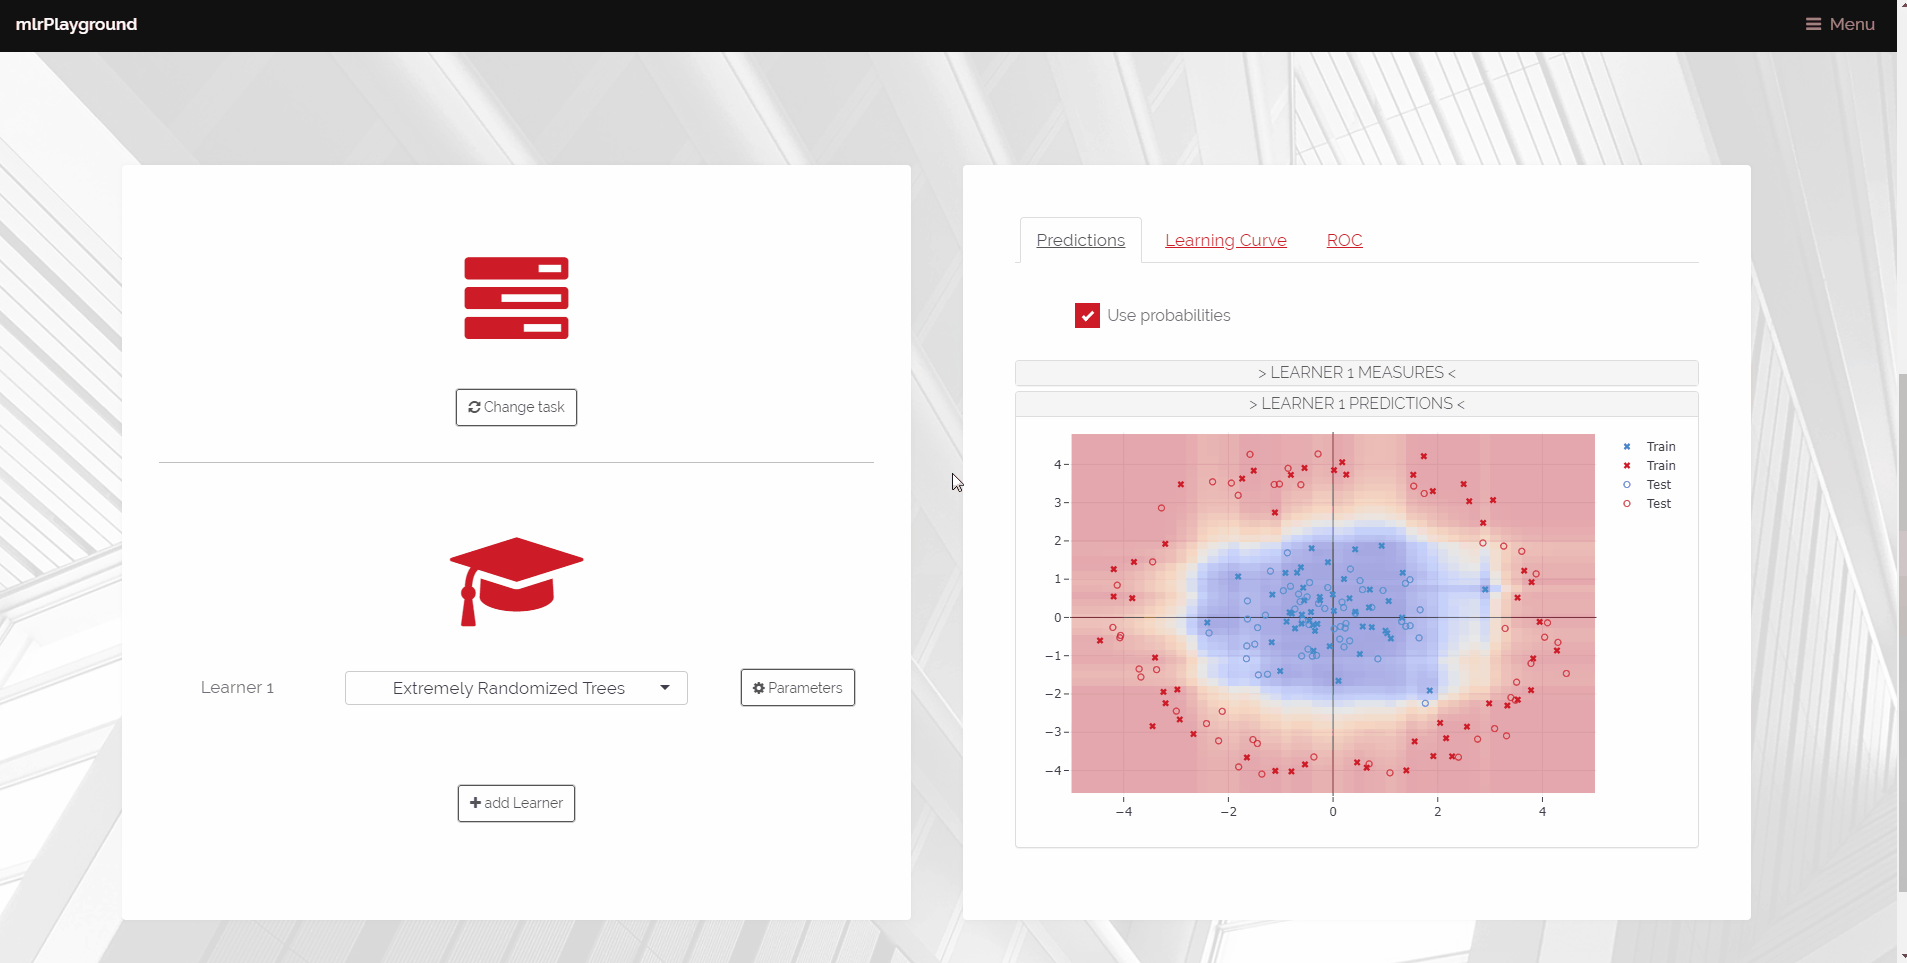 mlrPlayground
Menu
Change task
Learner 1
Extremely Randomized Trees
Parameters
add Learner
Predictions
Learning Curve
ROC
Use probabilities
> LEARNER 1 MEASURES <
> LEARNER 1 PREDICTIONS <
4
3
2
1
0
−1
−2
−3
−4
−4
−2
0
2
4
Train
Train
Test
Test